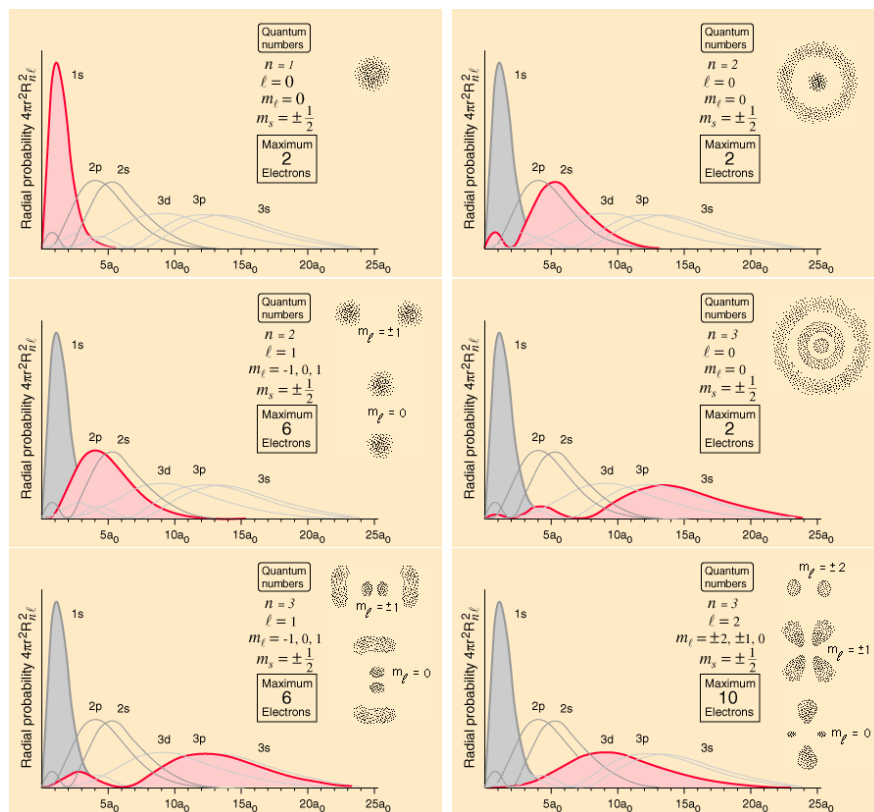 Radial probability 4πr²R²nℓ
1s
2p 2s
3d 3p 3s
5a₀ 10a₀ 15a₀ 20a₀ 25a₀
Quantum
numbers
n = 1
ℓ = 0
mℓ = 0
ms = ± 1/2
Maximum
2
Electrons
Radial probability 4πr²R²nℓ
1s
2p 2s
3d 3p 3s
5a₀ 10a₀ 15a₀ 20a₀ 25a₀
Quantum
numbers
n = 2
ℓ = 0
mℓ = 0
ms = ± 1/2
Maximum
2
Electrons
Radial probability 4πr²R²nℓ
1s
2p 2s
3d 3p 3s
5a₀ 10a₀ 15a₀ 20a₀ 25a₀
Quantum
numbers
n = 2
ℓ = 1
mℓ = -1, 0, 1
ms = ± 1/2
Maximum
6
Electrons
mℓ = ±1
mℓ = 0
Radial probability 4πr²R²nℓ
1s
2p 2s
3d 3p 3s
5a₀ 10a₀ 15a₀ 20a₀ 25a₀
Quantum
numbers
n = 3
ℓ = 0
mℓ = 0
ms = ± 1/2
Maximum
2
Electrons
Radial probability 4πr²R²nℓ
1s
2p 2s
3d 3p 3s
5a₀ 10a₀ 15a₀ 20a₀ 25a₀
Quantum
numbers
n = 3
ℓ = 1
mℓ = -1, 0, 1
ms = ± 1/2
Maximum
6
Electrons
mℓ = ±1
mℓ = 0
Radial probability 4πr²R²nℓ
1s
2p 2s
3d 3p 3s
5a₀ 10a₀ 15a₀ 20a₀ 25a₀
Quantum
numbers
n = 3
ℓ = 2
mℓ = ±2, ±1, 0
ms = ± 1/2
Maximum
10
Electrons
mℓ = ±2
mℓ = ±1
mℓ = 0